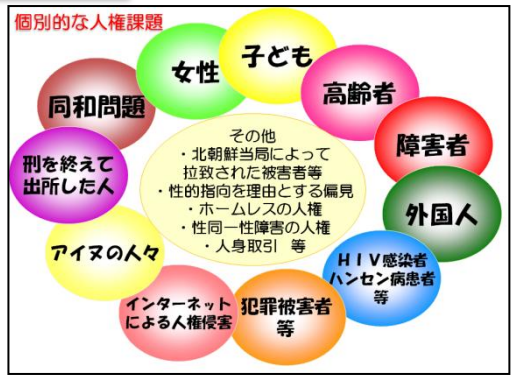 個別的な人権課題
女性
子ども
高齢者
障害者
外国人
HIV感染者
ハンセン病患者
等
犯罪被害者
等
インターネット
による人権侵害
アイヌの人々
刑を終えて
出所した人
同和問題
その他
・北朝鮮当局によって
拉致された被害者等
・性的指向を理由とする偏見
・ホームレスの人権
・性同一性障害の人権
・人身取引 等